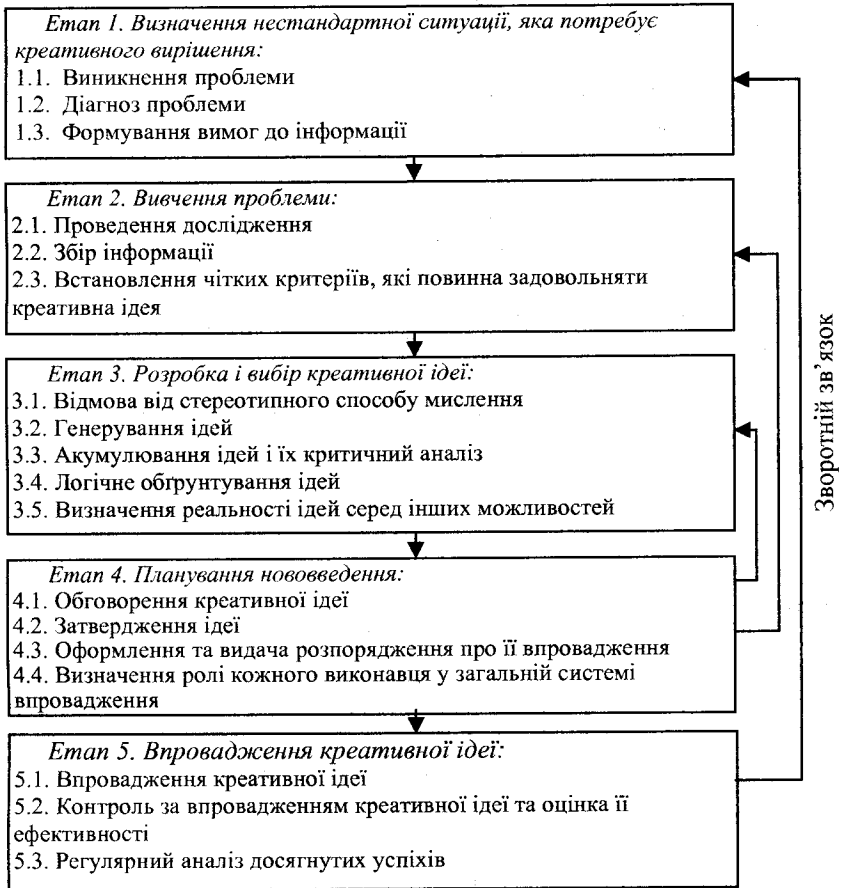 Етап 1. Визначення нестандартної ситуації, яка потребує
креативного вирішення:
1.1. Виникнення проблеми
1.2. Діагноз проблеми
1.3. Формування вимог до інформації
Етап 2. Вивчення проблеми:
2.1. Проведення дослідження
2.2. Збір інформації
2.3. Встановлення чітких критеріїв, які повинна задовольняти
креативна ідея
Етап 3. Розробка і вибір креативної ідеї:
3.1. Відмова від стереотипного способу мислення
3.2. Генерування ідей
3.3. Акумулювання ідей і їх критичний аналіз
3.4. Логічне обґрунтування ідей
3.5. Визначення реальності ідей серед інших можливостей
Етап 4. Планування нововведення:
4.1. Обговорення креативної ідеї
4.2. Затвердження ідеї
4.3. Оформлення та видача розпорядження про її впровадження
4.4. Визначення ролі кожного виконавця у загальній системі
впровадження
Етап 5. Впровадження креативної ідеї:
5.1. Впровадження креативної ідеї
5.2. Контроль за впровадженням креативної ідеї та оцінка її
ефективності
5.3. Регулярний аналіз досягнутих успіхів
Зворотній зв’язок